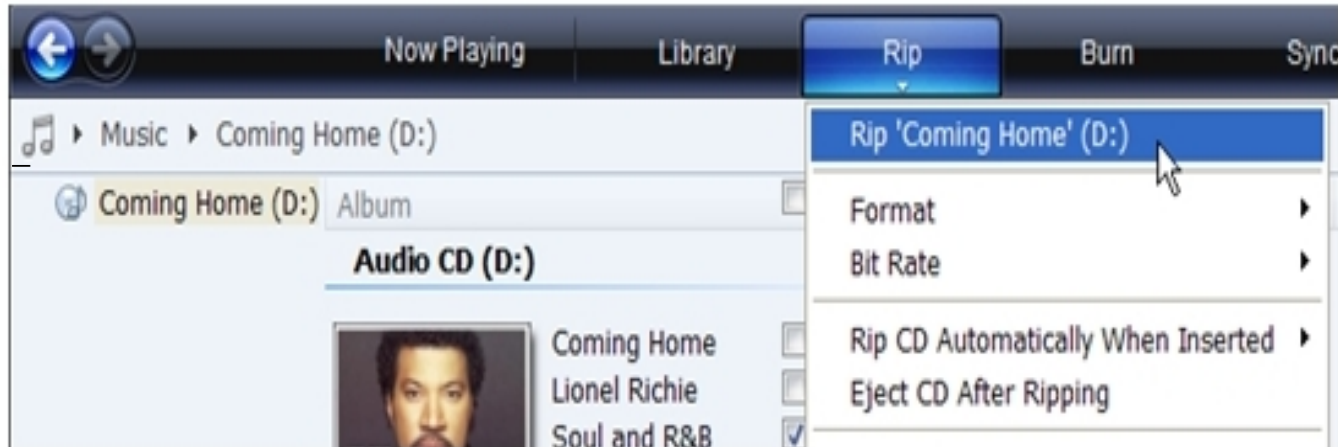 Now Playing Library Rip Burn Sync
Music Coming Home (D:)
Rip 'Coming Home' (D:)
Coming Home (D:) Album
Format
Audio CD (D:)
Bit Rate
Coming Home
Rip CD Automatically When Inserted
Lionel Richie
Eject CD After Ripping
Soul and R&B